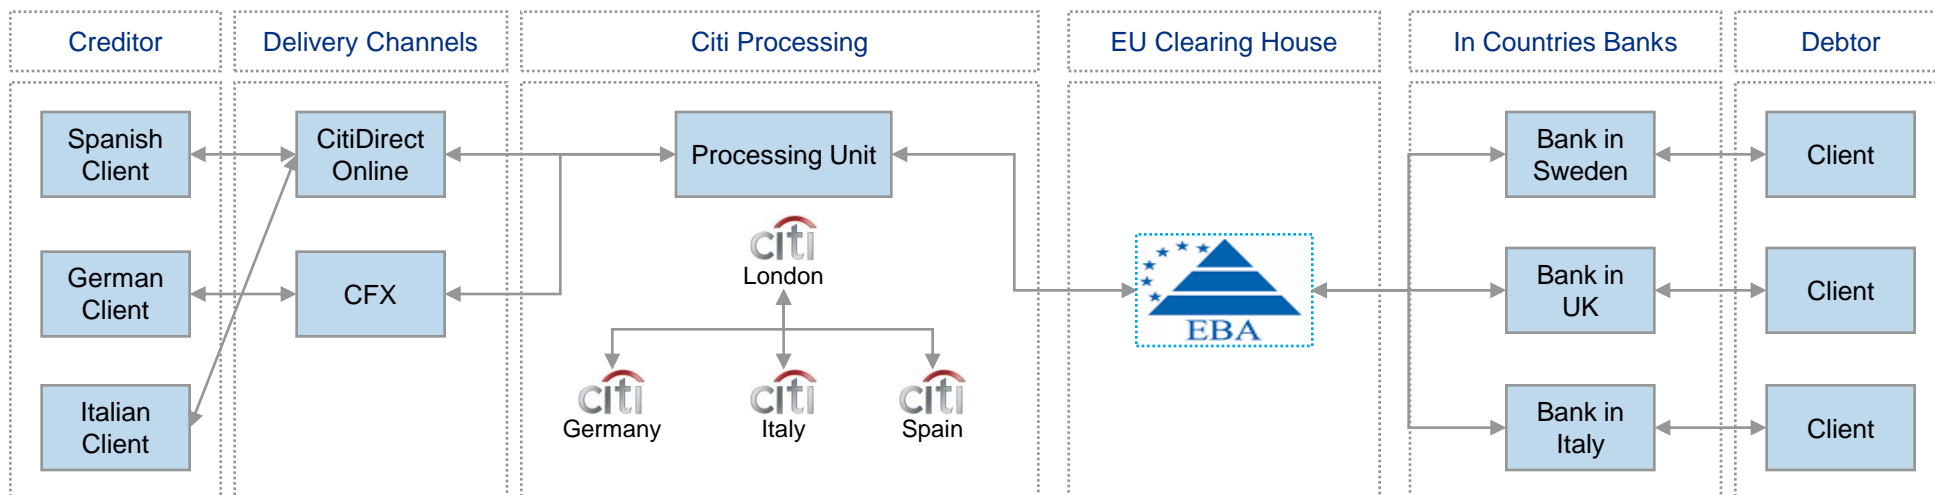 Creditor
Delivery Channels
Citi Processing
EU Clearing House
In Countries Banks
Debtor
Spanish
Client
CitiDirect
Online
Processing Unit
Bank in
Sweden
Client
citi
London
German
Client
CFX
EBA
Bank in
UK
Client
citi
Germany
citi
Italy
citi
Spain
Italian
Client
Bank in
Italy
Client